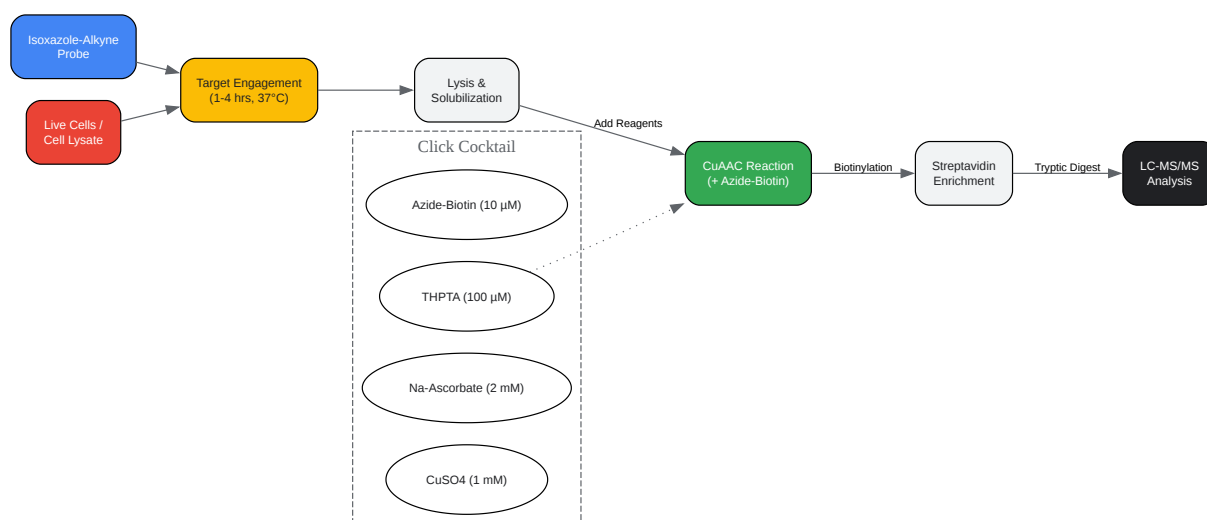 Isoxazole-Alkyne
Probe
Live Cells /
Cell Lysate
Target Engagement
(1-4 hrs, 37°C)
Lysis &
Solubilization
Add Reagents
Click Cocktail
Azide-Biotin (10 µM)
THPTA (100 µM)
Na-Ascorbate (2 mM)
CuSO4 (1 mM)
CuAAC Reaction
(+ Azide-Biotin)
Biotinylation
Streptavidin
Enrichment
Tryptic Digest
LC-MS/MS
Analysis